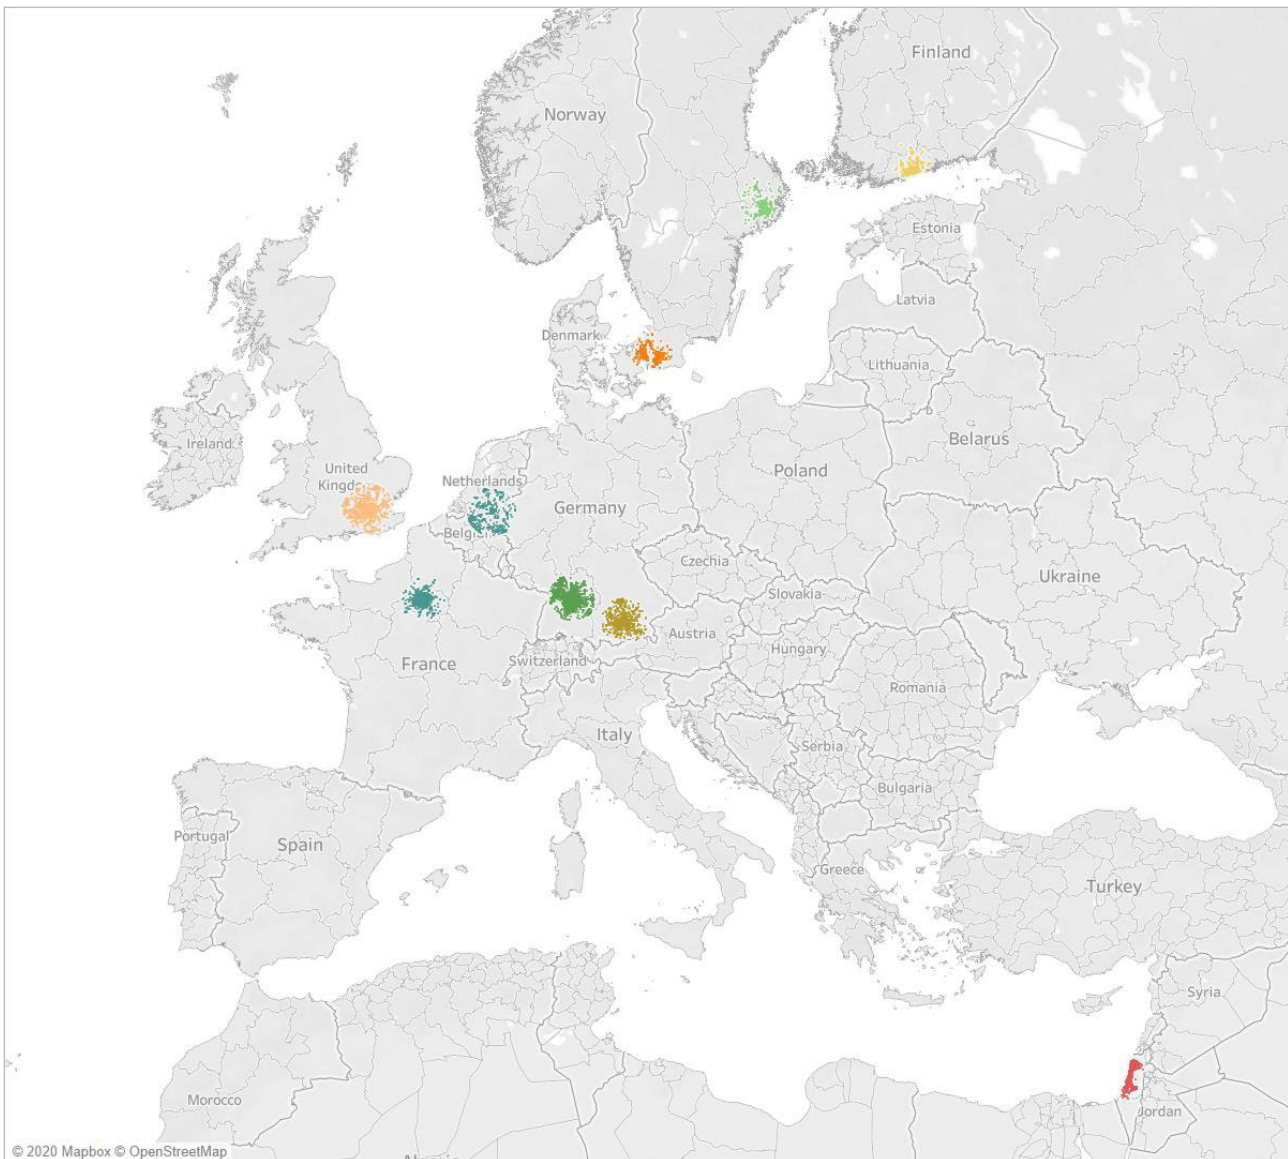 Finland
Norway
Estonia
Latvia
Denmark
Lithuania
Belarus
Ireland
United
Kingdo
Netherlands
Poland
Germany
Belgi
Czechia
Ukraine
Slovakia
Austria
Hungary
France
Switzerland
Romania
Italy
Serbia
Bulgaria
Portugal
Spain
Greece
Turkey
Syria
Morocco
Jordan
© 2020 Mapbox © OpenStreetMap